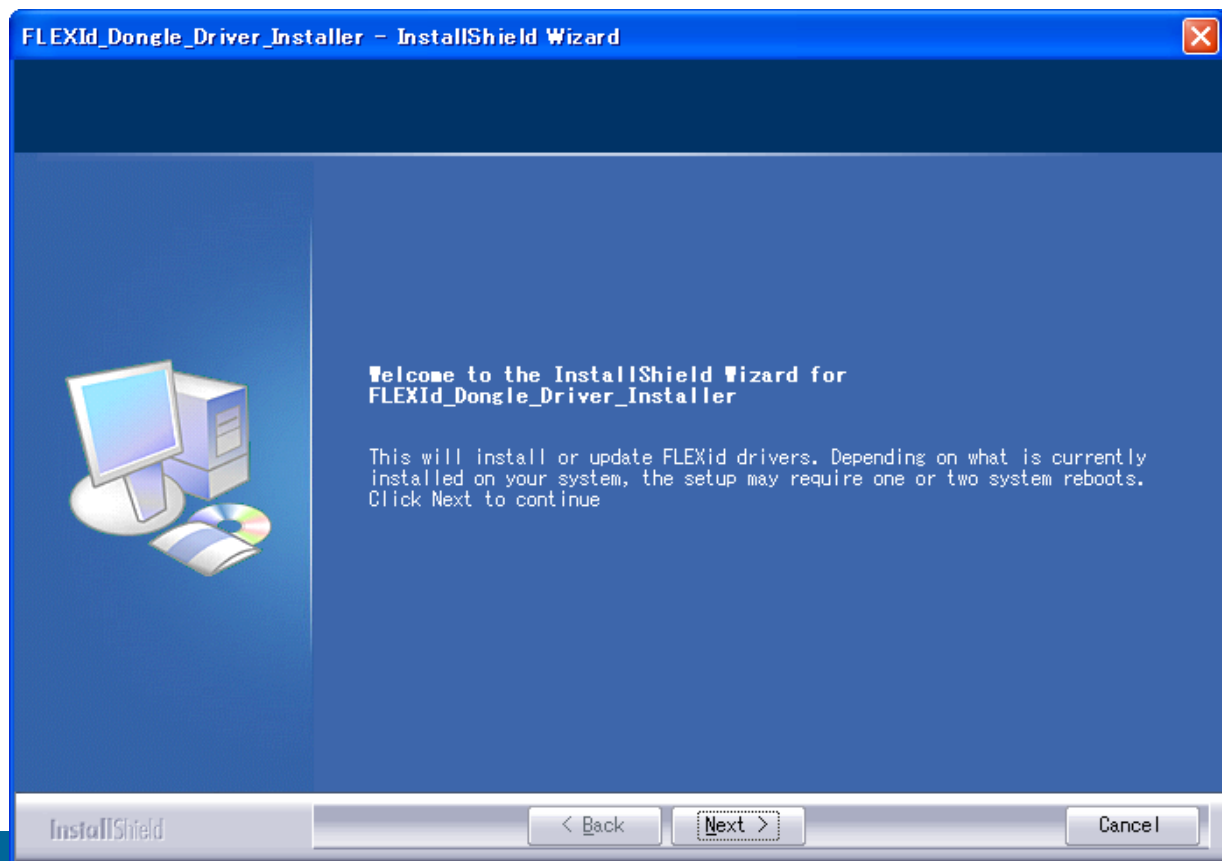 FLEXId_Dongle_Driver_Installer - InstallShield Wizard
Welcome to the InstallShield Wizard for
FLEXId_Dongle_Driver_Installer
This will install or update FLEXid drivers. Depending on what is currently
installed on your system, the setup may require one or two system reboots.
Click Next to continue
InstallShield
< Back
Next >
Cancel